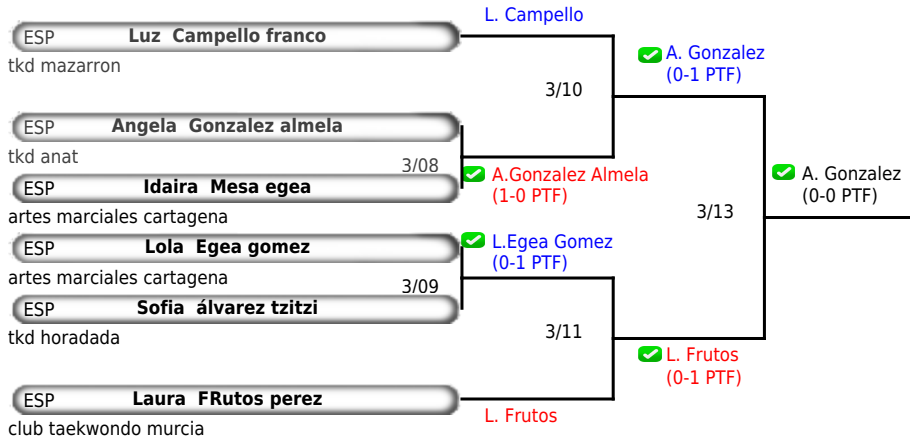 L. Campello
ESP Luz Campello franco
tkd mazarron
A. Gonzalez
(0-1 PTF)
3/10
ESP Angela Gonzalez almela
tkd anat
3/08
A.Gonzalez Almela
(1-0 PTF)
ESP Idaira Mesa egea
artes marciales cartagena
A. Gonzalez
(0-0 PTF)
3/13
ESP Lola Egea gomez
artes marciales cartagena
L.Egea Gomez
(0-1 PTF)
3/09
ESP Sofia álvarez tzitzi
tkd horadada
3/11
L. Frutos
(0-1 PTF)
ESP Laura FRutos perez
club taekwondo murcia
L. Frutos